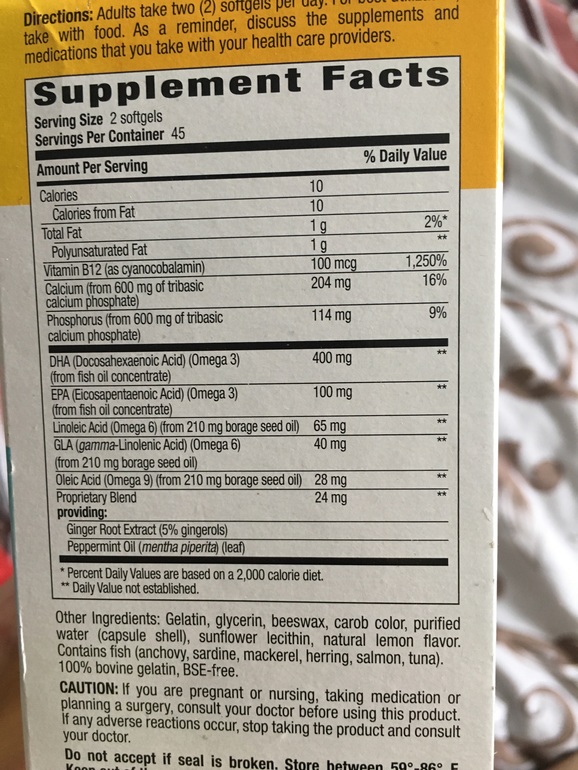 Directions: Adults take two (2) softgels per day. For best
take with food. As a reminder, discuss the supplements and
medications that you take with your health care providers.
Supplement Facts
Serving Size 2 softgels
Servings Per Container 45
Amount Per Serving % Daily Value
Calories 10
Calories from Fat 10
Total Fat 1 g 2%*
Polyunsaturated Fat 1 g **
Vitamin B12 (as cyanocobalamin) 100 mcg 1,250%
Calcium (from 600 mg of tribasic 204 mg 16%
calcium phosphate)
Phosphorus (from 600 mg of tribasic 114 mg 9%
calcium phosphate)
DHA (Docosahexaenoic Acid) (Omega 3) 400 mg **
(from fish oil concentrate)
EPA (Eicosapentaenoic Acid) (Omega 3) 100 mg **
(from fish oil concentrate)
Linoleic Acid (Omega 6) (from 210 mg borage seed oil) 65 mg **
GLA (gamma-Linolenic Acid) (Omega 6) 40 mg **
(from 210 mg borage seed oil)
Oleic Acid (Omega 9) (from 210 mg borage seed oil) 28 mg **
Proprietary Blend 24 mg **
providing:
Ginger Root Extract (5% gingerols)
Peppermint Oil (mentha piperita) (leaf)
* Percent Daily Values are based on a 2,000 calorie diet.
** Daily Value not established.
Other Ingredients: Gelatin, glycerin, beeswax, carob color, purified
water (capsule shell), sunflower lecithin, natural lemon flavor.
Contains fish (anchovy, sardine, mackerel, herring, salmon, tuna).
100% bovine gelatin, BSE-free.
CAUTION: If you are pregnant or nursing, taking medication or
planning a surgery, consult your doctor before using this product.
If any adverse reactions occur, stop taking the product and consult
your doctor.
Do not accept if seal is broken. Store between 59°-86° F.
Keep out of